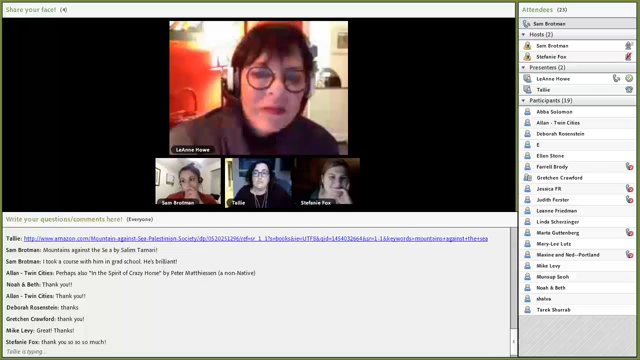 Share your face! (4)
LeAnne Howe
Sam Brotman
Tallie
Stefanie Fox
Write your questions/comments here! (Everyone)
Tallie: http://www.amazon.com/Mountain-against-Sea-Palestinian-Society/dp/0520251296/ref=sr_1_1?s=books&ie=UTF8&qid=1454032664&sr=1-1&keywords=mountains+against+the+sea
Sam Brotman: Mountains against the Sea by Salim Tamari!
Sam Brotman: I took a course with him in grad school. He's brilliant!
Allan - Twin Cities: Perhaps also "In the Spirit of Crazy Horse" by Peter Matthiessen (a non-Native)
Noah & Beth: Thank you!!
Allan - Twin Cities: Thank you!!
Deborah Rosenstein: thanks
Gretchen Crawford: thank you!
Mike Levy: Great! Thanks!
Stefanie Fox: thank you so so so much!
Tallie is typing...
Attendees (23)
Sam Brotman
Hosts (2)
Sam Brotman
Stefanie Fox
Presenters (2)
LeAnne Howe
Tallie
Participants (19)
Abba Solomon
Allan - Twin Cities
Deborah Rosenstein
E
Ellen Stone
Farrell Brody
Gretchen Crawford
Jessica FR
Judith Ferster
Leanne Friedman
Linda Scherzinger
Marta Guttenberg
Mary-Lee Lutz
Maxine and Ned--Portland
Mike Levy
Munsup Seoh
Noah & Beth
shelva
Tarek Sharrab